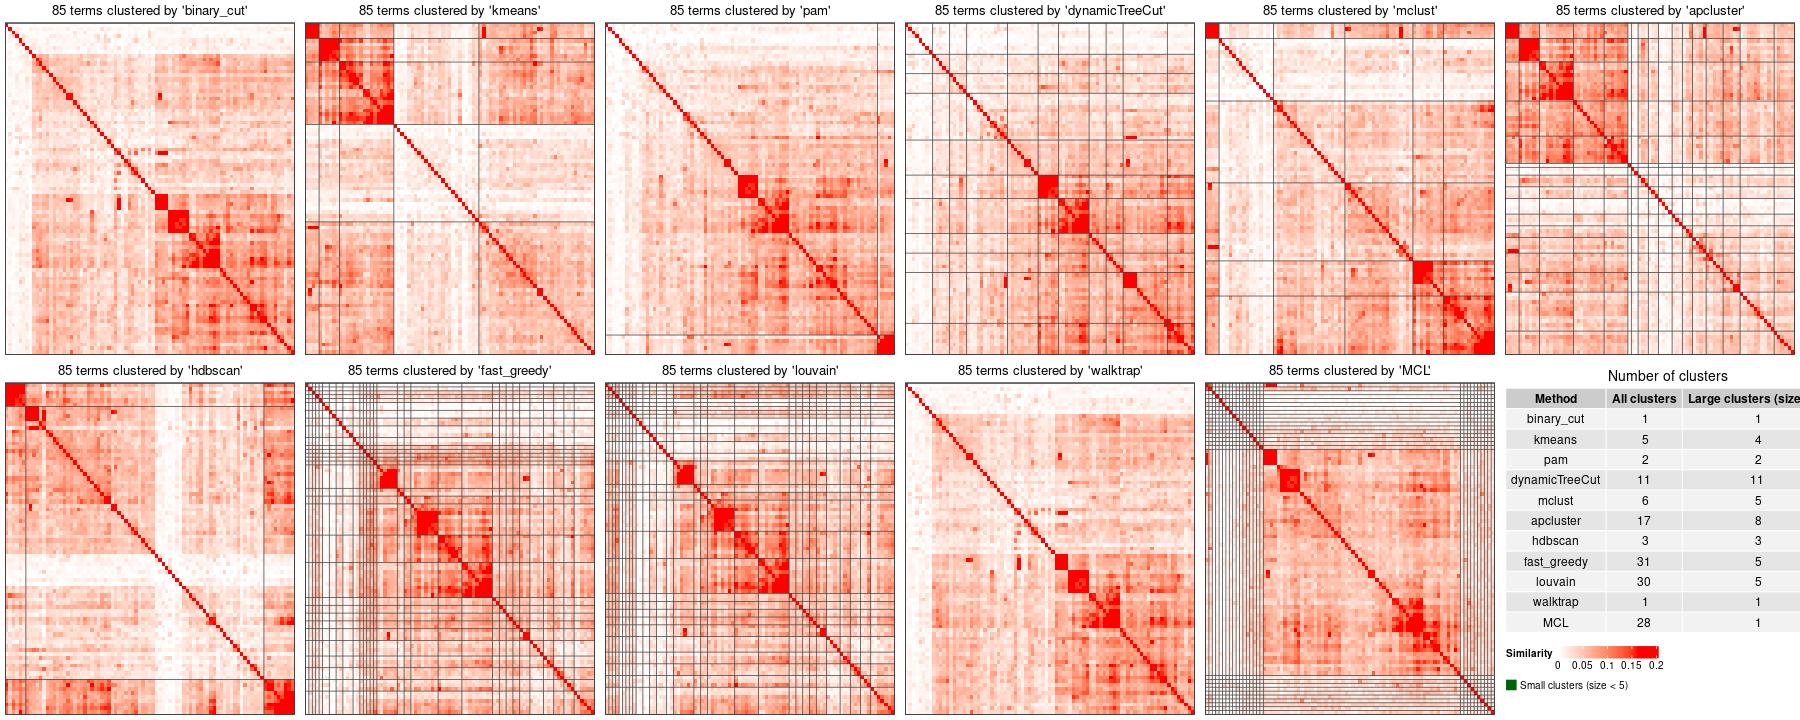 85 terms clustered by 'binary_cut'
85 terms clustered by 'kmeans'
85 terms clustered by 'pam'
85 terms clustered by 'dynamicTreeCut'
85 terms clustered by 'mclust'
85 terms clustered by 'apcluster'
85 terms clustered by 'hdbscan'
85 terms clustered by 'fast_greedy'
85 terms clustered by 'louvain'
85 terms clustered by 'walktrap'
85 terms clustered by 'MCL'
Number of clusters
Method All clusters Large clusters (size
binary_cut 1 1
kmeans 5 4
pam 2 2
dynamicTreeCut 11 11
mclust 6 5
apcluster 17 8
hdbscan 3 3
fast_greedy 31 5
louvain 30 5
walktrap 1 1
MCL 28 1
Similarity
0 0.05 0.1 0.15 0.2
Small clusters (size < 5)